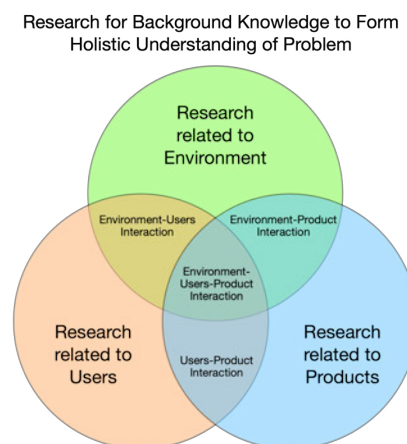 Research for Background Knowledge to Form
Holistic Understanding of Problem
Research
related to
Environment
Environment-Users
Interaction
Environment-Product
Interaction
Environment-
Users-Product
Interaction
Research
related to
Users
Users-Product
Interaction
Research
related to
Products